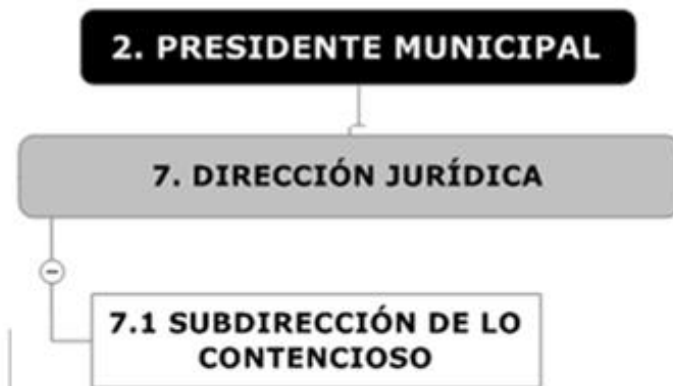 2. PRESIDENTE MUNICIPAL
7. DIRECCIÓN JURÍDICA
7.1 SUBDIRECCIÓN DE LO
CONTENCIOSO